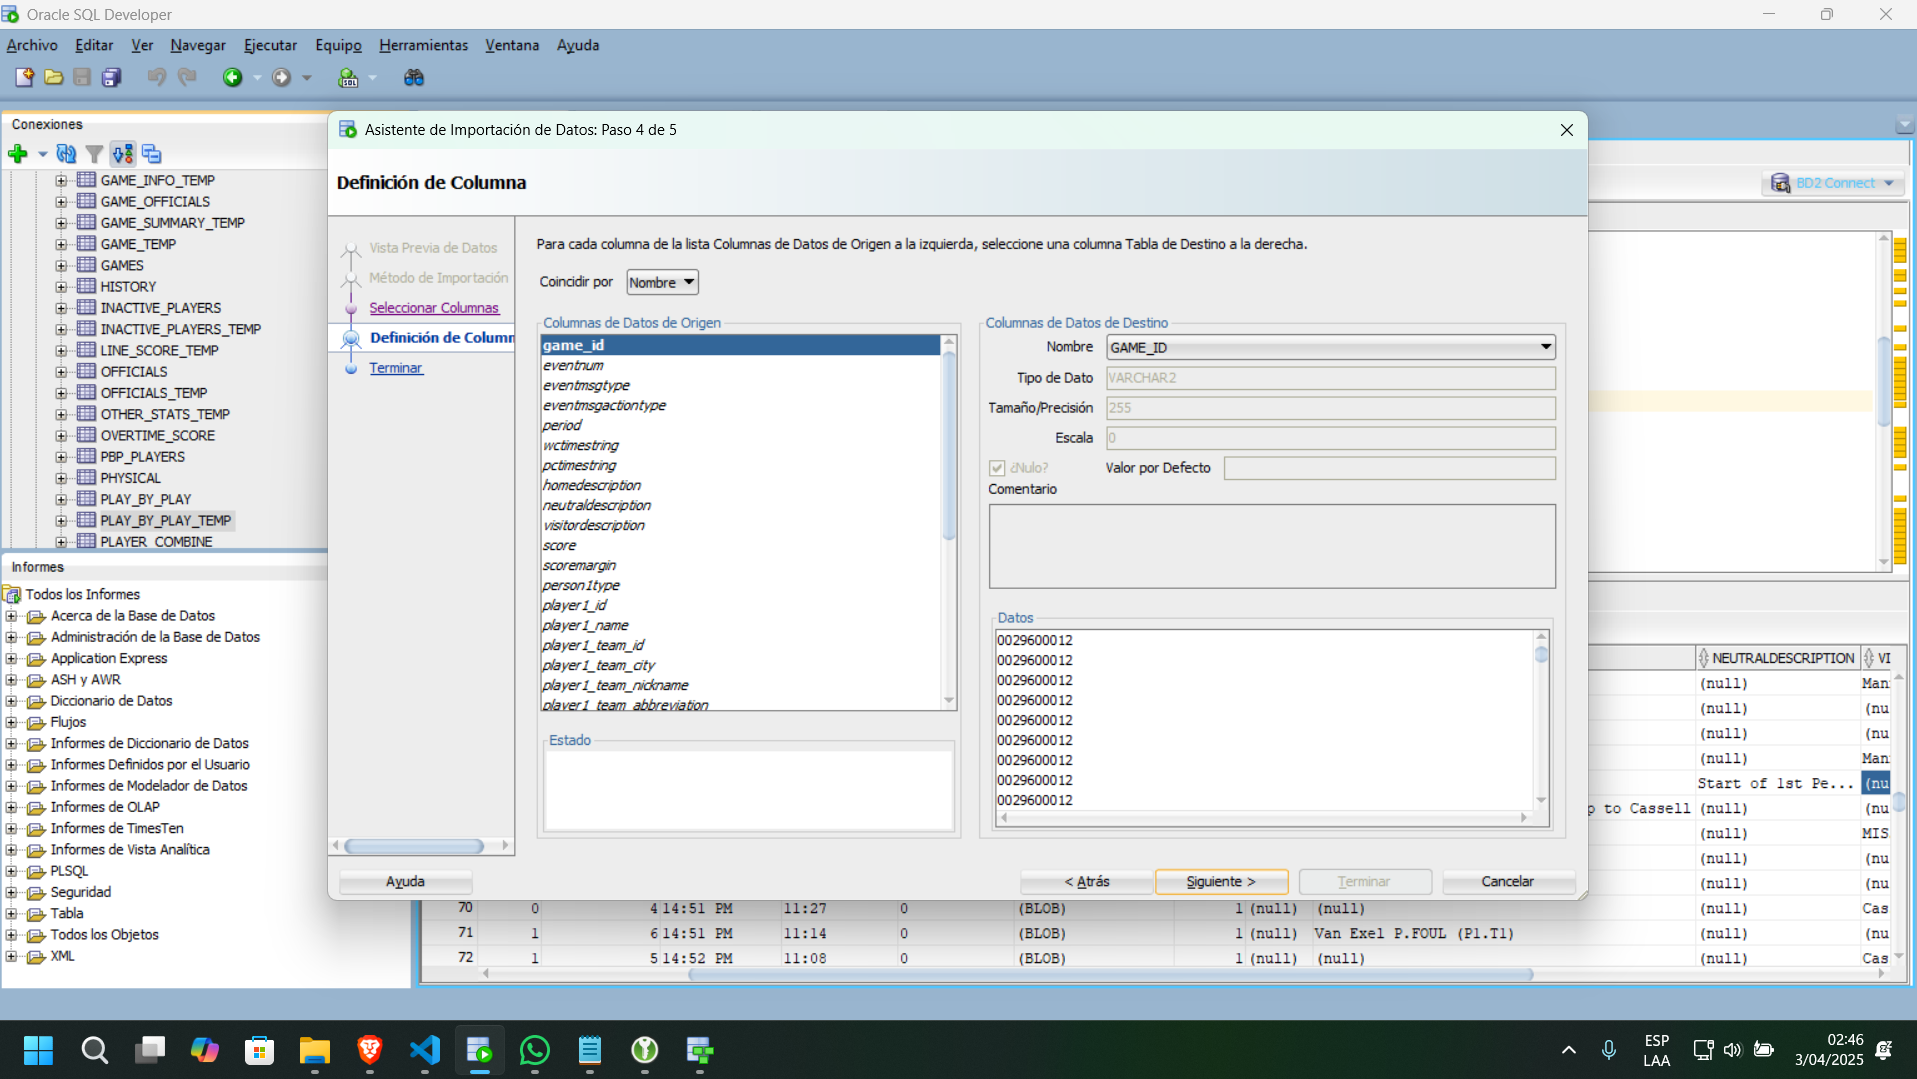 Oracle SQL Developer
Archivo Editar Ver Navegar Ejecutar Equipo Herramientas Ventana Ayuda
Conexiones
GAME_INFO_TEMP
GAME_OFFICIALS
GAME_SUMMARY_TEMP
GAME_TEMP
GAMES
HISTORY
INACTIVE_PLAYERS
INACTIVE_PLAYERS_TEMP
LINE_SCORE_TEMP
OFFICIALS
OFFICIALS_TEMP
OTHER_STATS_TEMP
OVERTIME_SCORE
PBP_PLAYERS
PHYSICAL
PLAY_BY_PLAY
PLAY_BY_PLAY_TEMP
PLAYER_COMBINE
Informes
Todos los Informes
Acerca de la Base de Datos
Administración de la Base de Datos
Application Express
ASH y AWR
Diccionario de Datos
Flujos
Informes de Diccionario de Datos
Informes Definidos por el Usuario
Informes de Modelador de Datos
Informes de OLAP
Informes de TimesTen
Informes de Vista Analítica
PLSQL
Seguridad
Tabla
Todos los Objetos
XML
Asistente de Importación de Datos: Paso 4 de 5
Definición de Columna
Vista Previa de Datos
Método de Importación
Seleccionar Columnas
Definición de Column
Terminar
Para cada columna de la lista Columnas de Datos de Origen a la izquierda, seleccione una columna Tabla de Destino a la derecha.
Coincidir por Nombre
Columnas de Datos de Origen
game_id
eventnum
eventmsgtype
eventmsgactiontype
period
wctimestring
pctimestring
homedescription
neutraldescription
visitordescription
score
scoremargin
person1type
player1_id
player1_name
player1_team_id
player1_team_city
player1_team_nickname
player1_team_abbreviation
Estado
Columnas de Datos de Destino
Nombre GAME_ID
Tipo de Dato VARCHAR2
Tamaño/Precisión 255
Escala 0
¿Nulo? Valor por Defecto
Comentario
Datos
0029600012
0029600012
0029600012
0029600012
0029600012
0029600012
0029600012
0029600012
0029600012
Ayuda < Atrás Siguiente > Terminar Cancelar
BD2 Connect
NEUTRALDESCRIPTION VI
(null) Man
(null) (nu
(null) (nu
(null) Man
Start of 1st Pe... (nu
p to Cassell (null) (nu
(null) MIS
(null) (nu
(null) (nu
70 0 4 14:51 PM 11:27 0 (BLOB) 1 (null) (null) (null) Cas
71 1 6 14:51 PM 11:14 0 (BLOB) 1 (null) Van Exel P.FOUL (P1.T1) (null) (nu
72 1 5 14:52 PM 11:08 0 (BLOB) 1 (null) (null) (null) Cas
ESP
LAA
02:46
3/04/2025